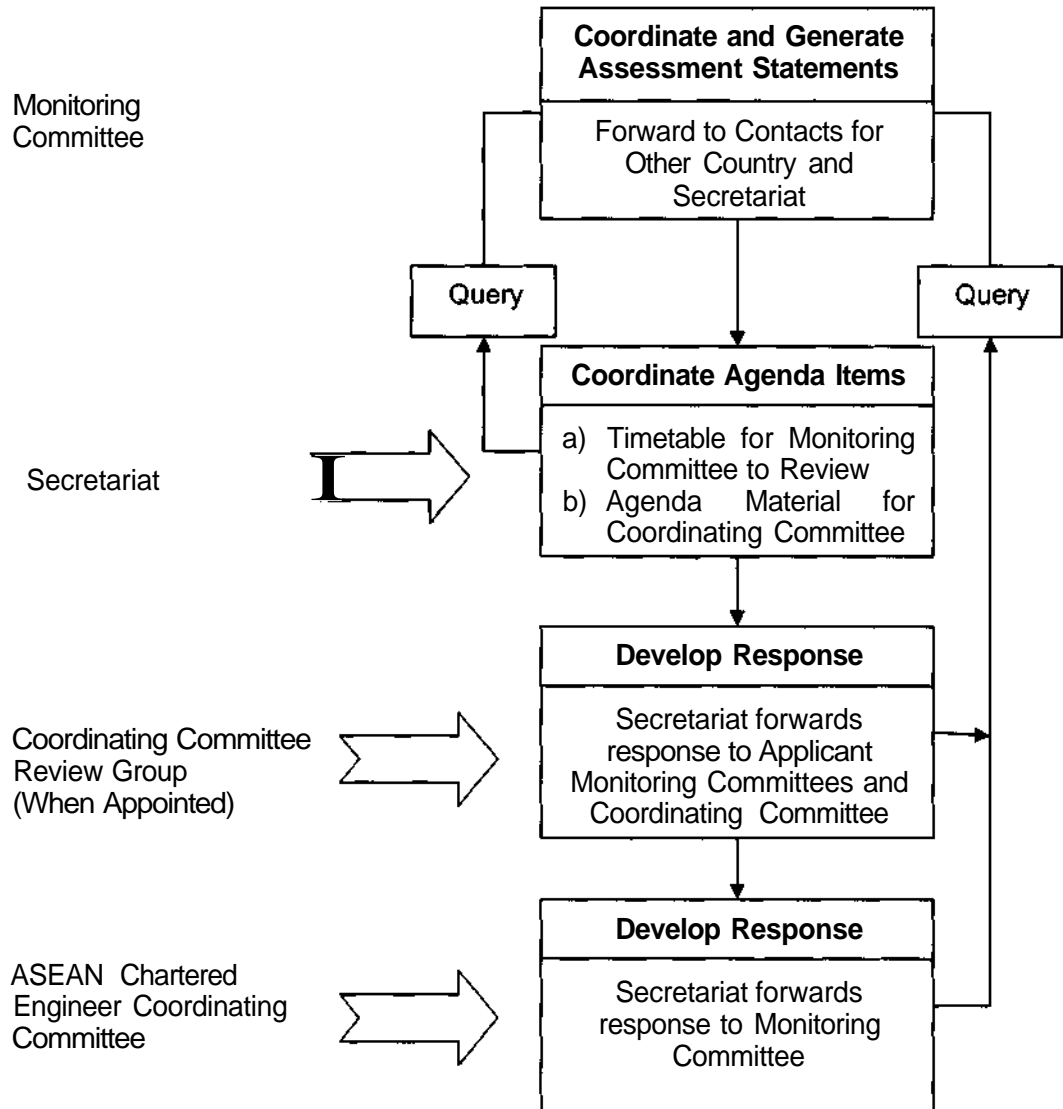 Coordinate and Generate
Assessment Statements
Monitoring
Committee
Forward to Contacts for
Other Country and
Secretariat
Query
Query
Coordinate Agenda Items
a) Timetable for Monitoring
Committee to Review
b) Agenda Material for
Coordinating Committee
Secretariat
Develop Response
Coordinating Committee
Review Group
(When Appointed)
Secretariat forwards
response to Applicant
Monitoring Committees and
Coordinating Committee
Develop Response
ASEAN Chartered
Engineer Coordinating
Committee
Secretariat forwards
response to Monitoring
Committee